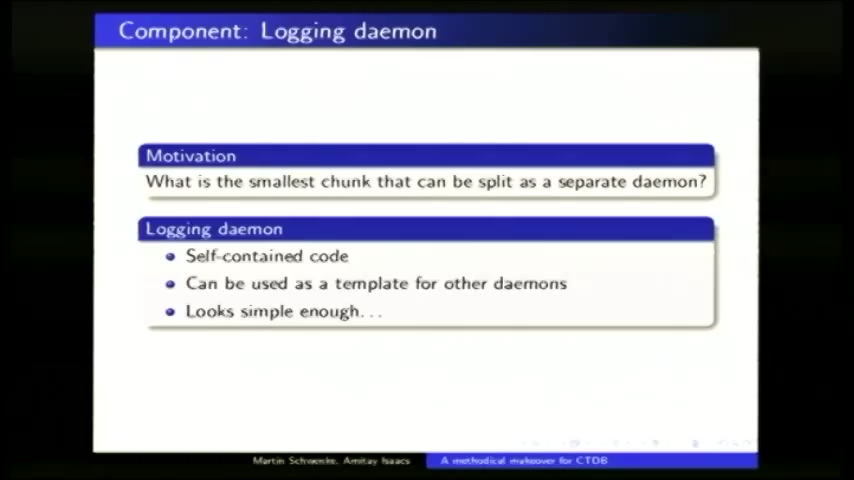 Component: Logging daemon
Motivation
What is the smallest chunk that can be split as a separate daemon?
Logging daemon
Self-contained code
Can be used as a template for other daemons
Looks simple enough...
Martin Schwenke, Amitay Isaacs
A methodical makeover for CTDB